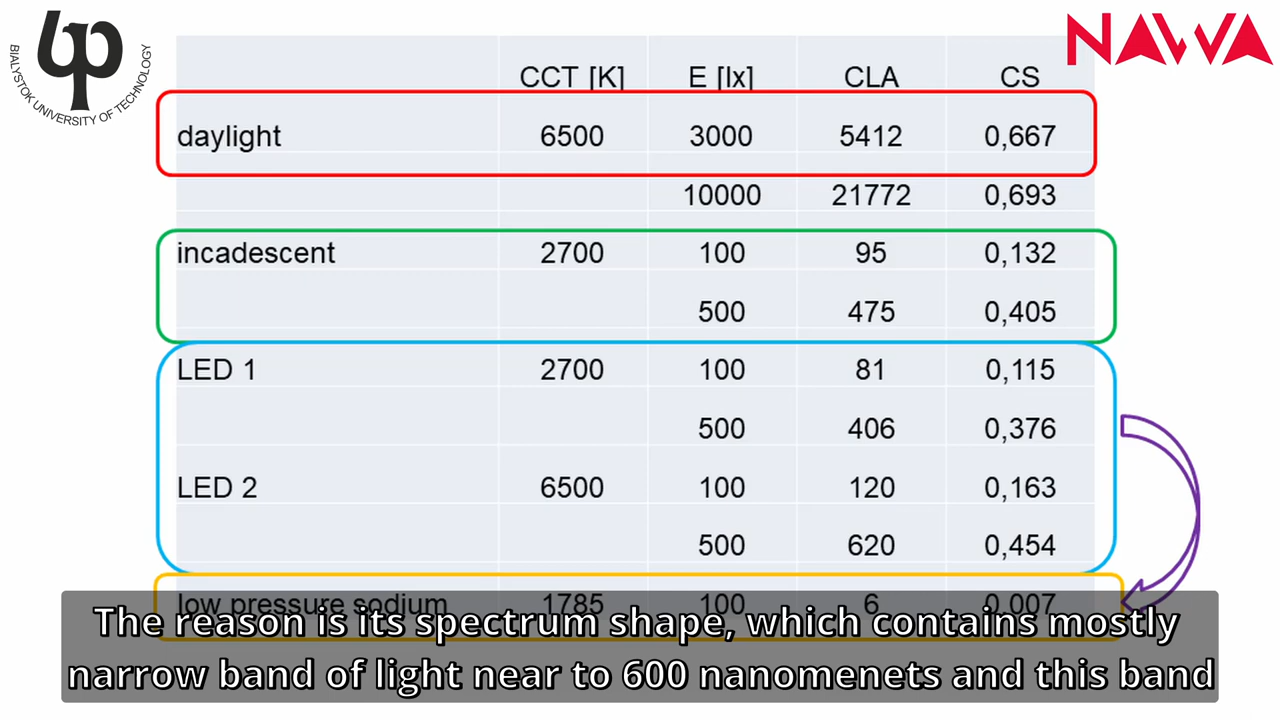 BIALYSTOK UNIVERSITY OF TECHNOLOGY
NAWA
CCT [K] E [lx] CLA CS
daylight 6500 3000 5412 0,667
10000 21772 0,693
incadescent 2700 100 95 0,132
500 475 0,405
LED 1 2700 100 81 0,115
500 406 0,376
LED 2 6500 100 120 0,163
500 620 0,454
low pressure sodium 1785 100 6 0,007
The reason is its spectrum shape, which contains mostly
narrow band of light near to 600 nanomenets and this band